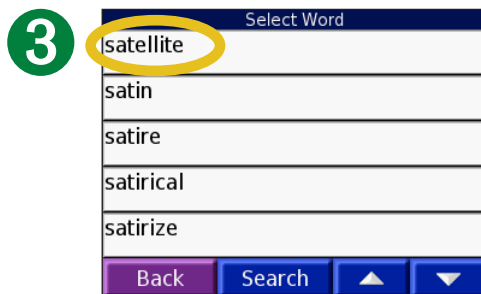 3
Select Word
satellite
satin
satire
satirical
satirize
Back Search